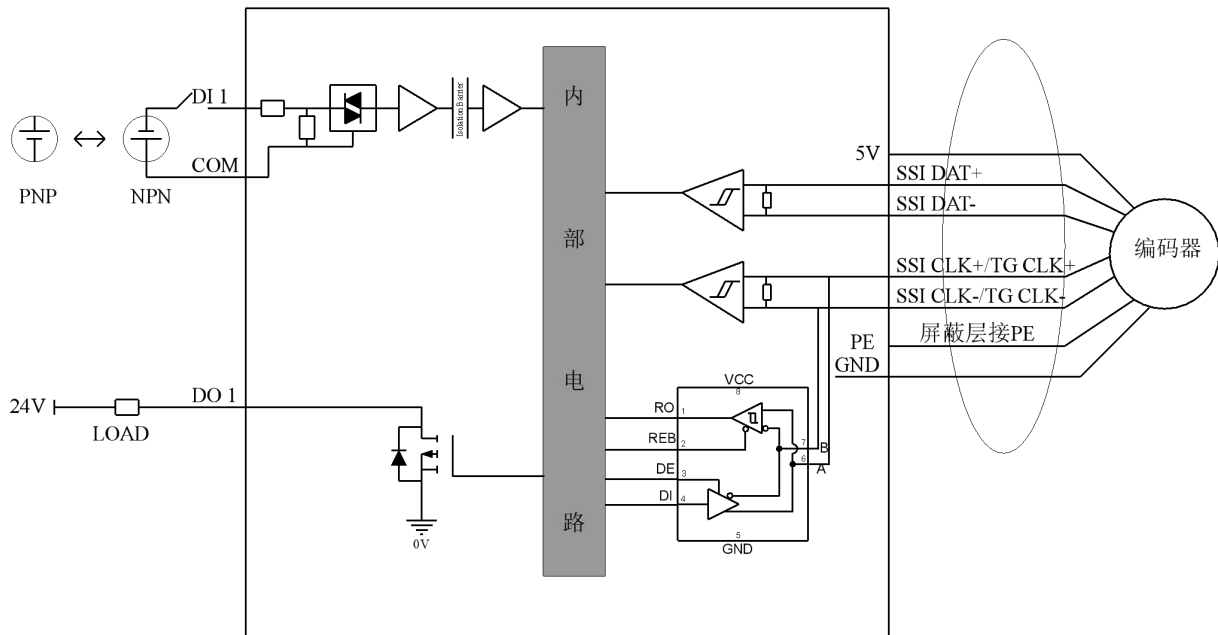 DI 1
COM
PNP
NPN
Isolation Barrier
内
部
电
路
5V
SSI DAT+
SSI DAT-
SSI CLK+/TG CLK+
SSI CLK-/TG CLK-
编码器
屏蔽层接PE
PE
GND
24V
LOAD
DO 1
0V
VCC
8
RO
1
REB
2
DE
3
DI
4
7
B
6
A
5
GND